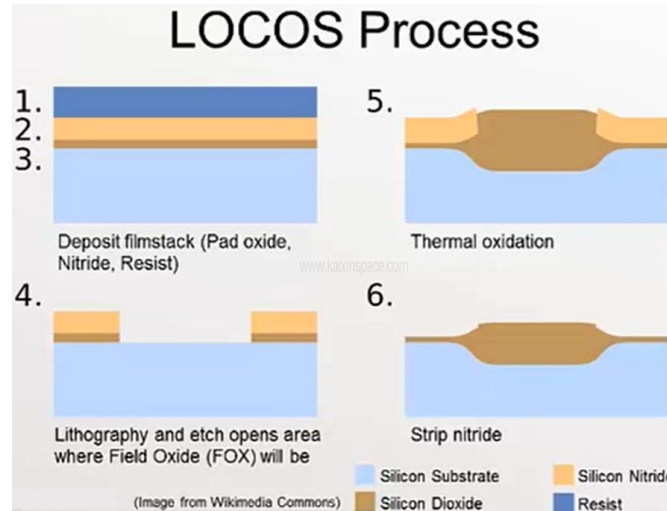 LOCOS Process
1.
2.
3.
Deposit filmstack (Pad oxide,
Nitride, Resist)
5.
Thermal oxidation
www.kaixinspace.com
4.
Lithography and etch opens area
where Field Oxide (FOX) will be
6.
Strip nitride
Silicon Substrate
Silicon Nitrid
Silicon Dioxide
Resist
(Image from Wikimedia Commons)